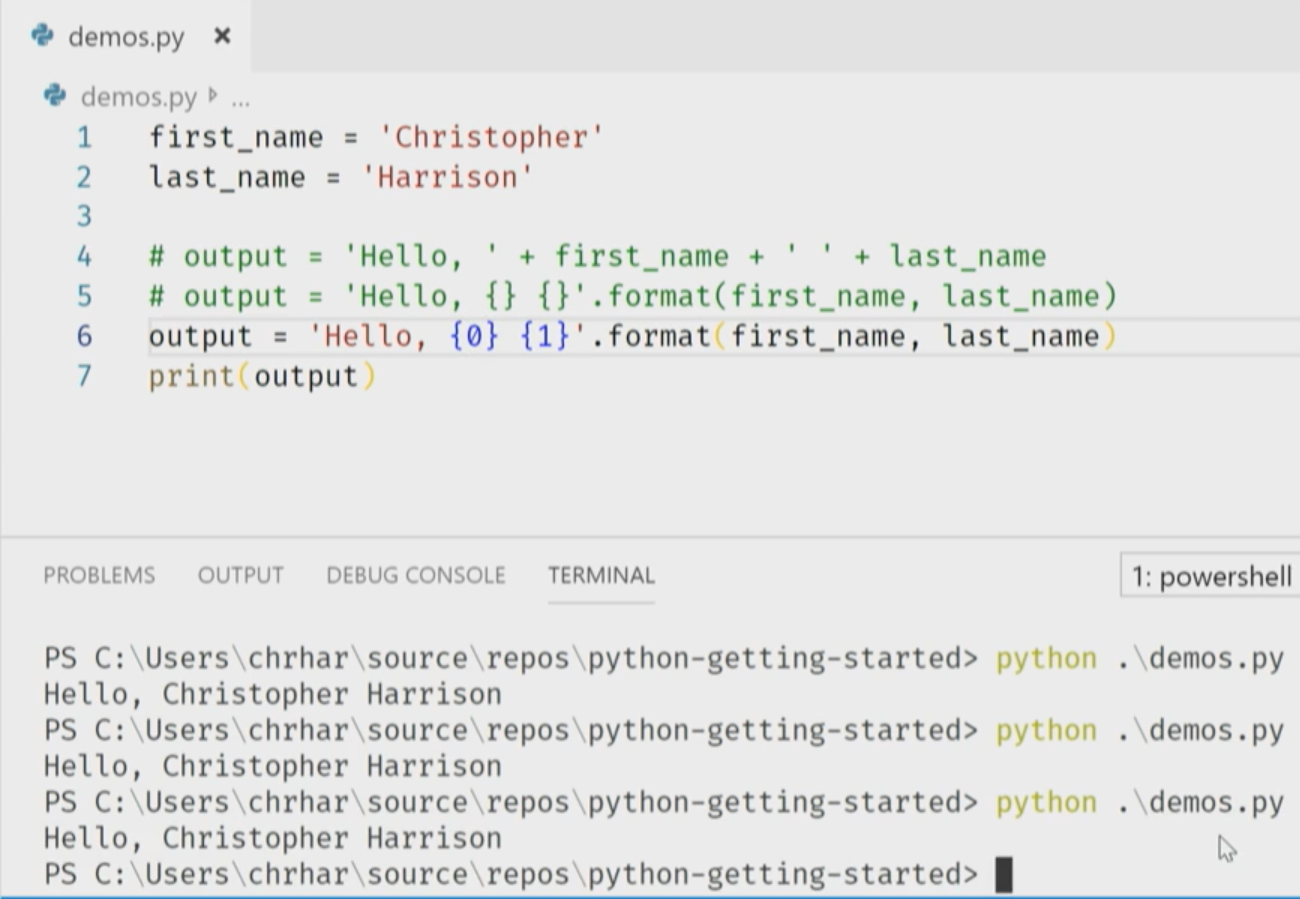 demos.py ×
demos.py ▷ ...
1 first_name = 'Christopher'
2 last_name = 'Harrison'
3
4 # output = 'Hello, ' + first_name + ' ' + last_name
5 # output = 'Hello, {} {}'.format(first_name, last_name)
6 output = 'Hello, {0} {1}'.format(first_name, last_name)
7 print(output)
PROBLEMS OUTPUT DEBUG CONSOLE TERMINAL 1: powershell
PS C:\Users\chrhar\source\repos\python-getting-started> python .\demos.py
Hello, Christopher Harrison
PS C:\Users\chrhar\source\repos\python-getting-started> python .\demos.py
Hello, Christopher Harrison
PS C:\Users\chrhar\source\repos\python-getting-started> python .\demos.py
Hello, Christopher Harrison
PS C:\Users\chrhar\source\repos\python-getting-started>